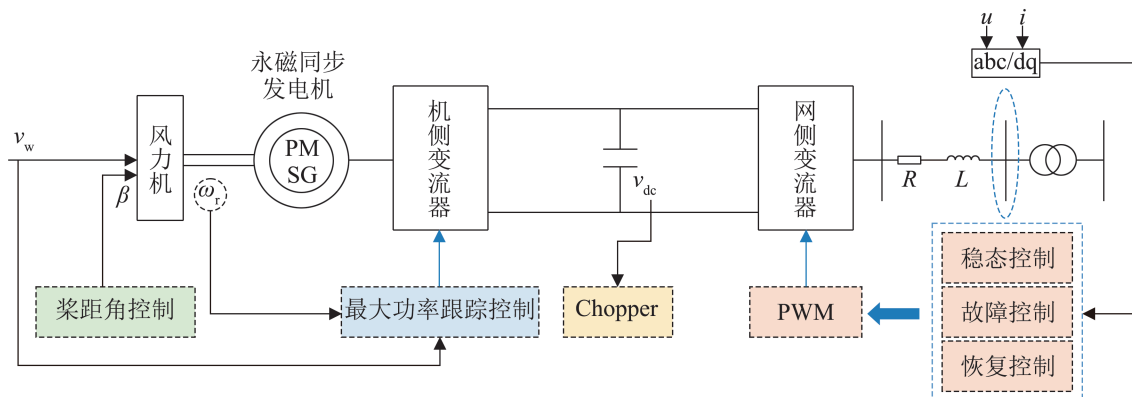 u
i
abc/dq
永磁同步
发电机
机侧变流器
网侧变流器
风力机
v_w
PM
SG
v_dc
R
L
β
ω_r
稳态控制
桨距角控制
最大功率跟踪控制
Chopper
PWM
故障控制
恢复控制